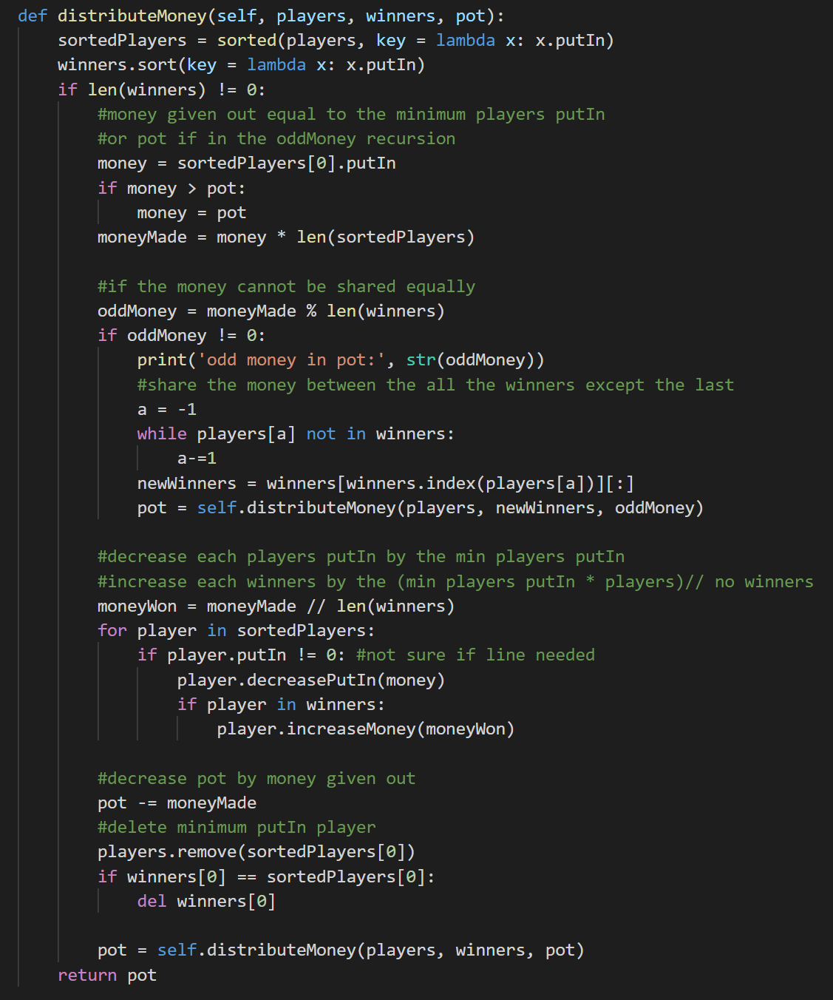 def distributeMoney(self, players, winners, pot):
    sortedPlayers = sorted(players, key = lambda x: x.putIn)
    winners.sort(key = lambda x: x.putIn)
    if len(winners) != 0:
        #money given out equal to the minimum players putIn
        #or pot if in the oddMoney recursion
        money = sortedPlayers[0].putIn
        if money > pot:
            money = pot
        moneyMade = money * len(sortedPlayers)

        #if the money cannot be shared equally
        oddMoney = moneyMade % len(winners)
        if oddMoney != 0:
            print('odd money in pot:', str(oddMoney))
            #share the money between the all the winners except the last
            a = -1
            while players[a] not in winners:
                a-=1
            newWinners = winners[winners.index(players[a])][:]
            pot = self.distributeMoney(players, newWinners, oddMoney)

        #decrease each players putIn by the min players putIn
        #increase each winners by the (min players putIn * players)// no winners
        moneyWon = moneyMade // len(winners)
        for player in sortedPlayers:
            if player.putIn != 0: #not sure if line needed
                player.decreasePutIn(money)
                if player in winners:
                    player.increaseMoney(moneyWon)

        #decrease pot by money given out
        pot -= moneyMade
        #delete minimum putIn player
        players.remove(sortedPlayers[0])
        if winners[0] == sortedPlayers[0]:
            del winners[0]

        pot = self.distributeMoney(players, winners, pot)
    return pot